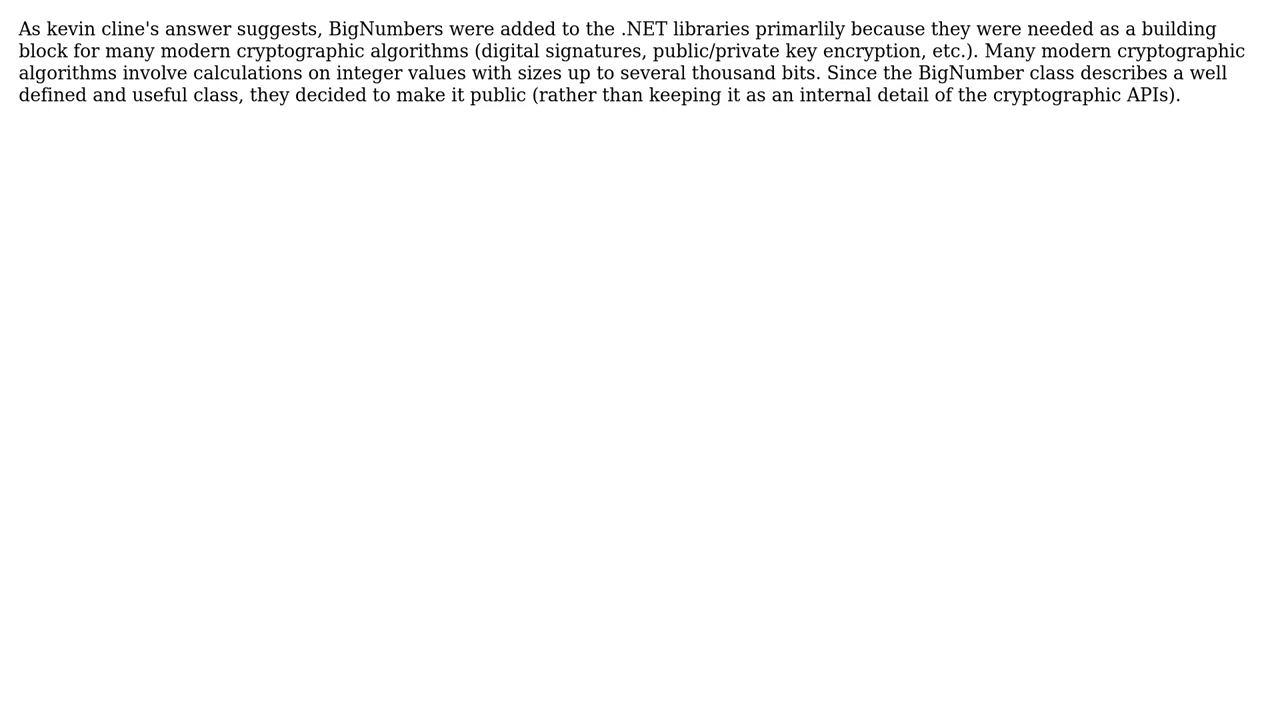 As kevin cline's answer suggests, BigNumbers were added to the .NET libraries primarlily because they were needed as a building
block for many modern cryptographic algorithms (digital signatures, public/private key encryption, etc.). Many modern cryptographic
algorithms involve calculations on integer values with sizes up to several thousand bits. Since the BigNumber class describes a well
defined and useful class, they decided to make it public (rather than keeping it as an internal detail of the cryptographic APIs).